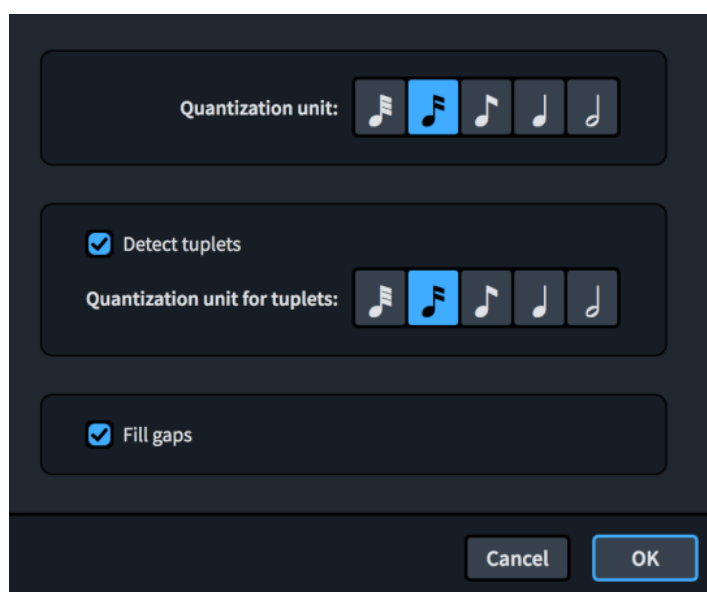 Quantization unit:
Detect tuplets
Quantization unit for tuplets:
Fill gaps
Cancel OK